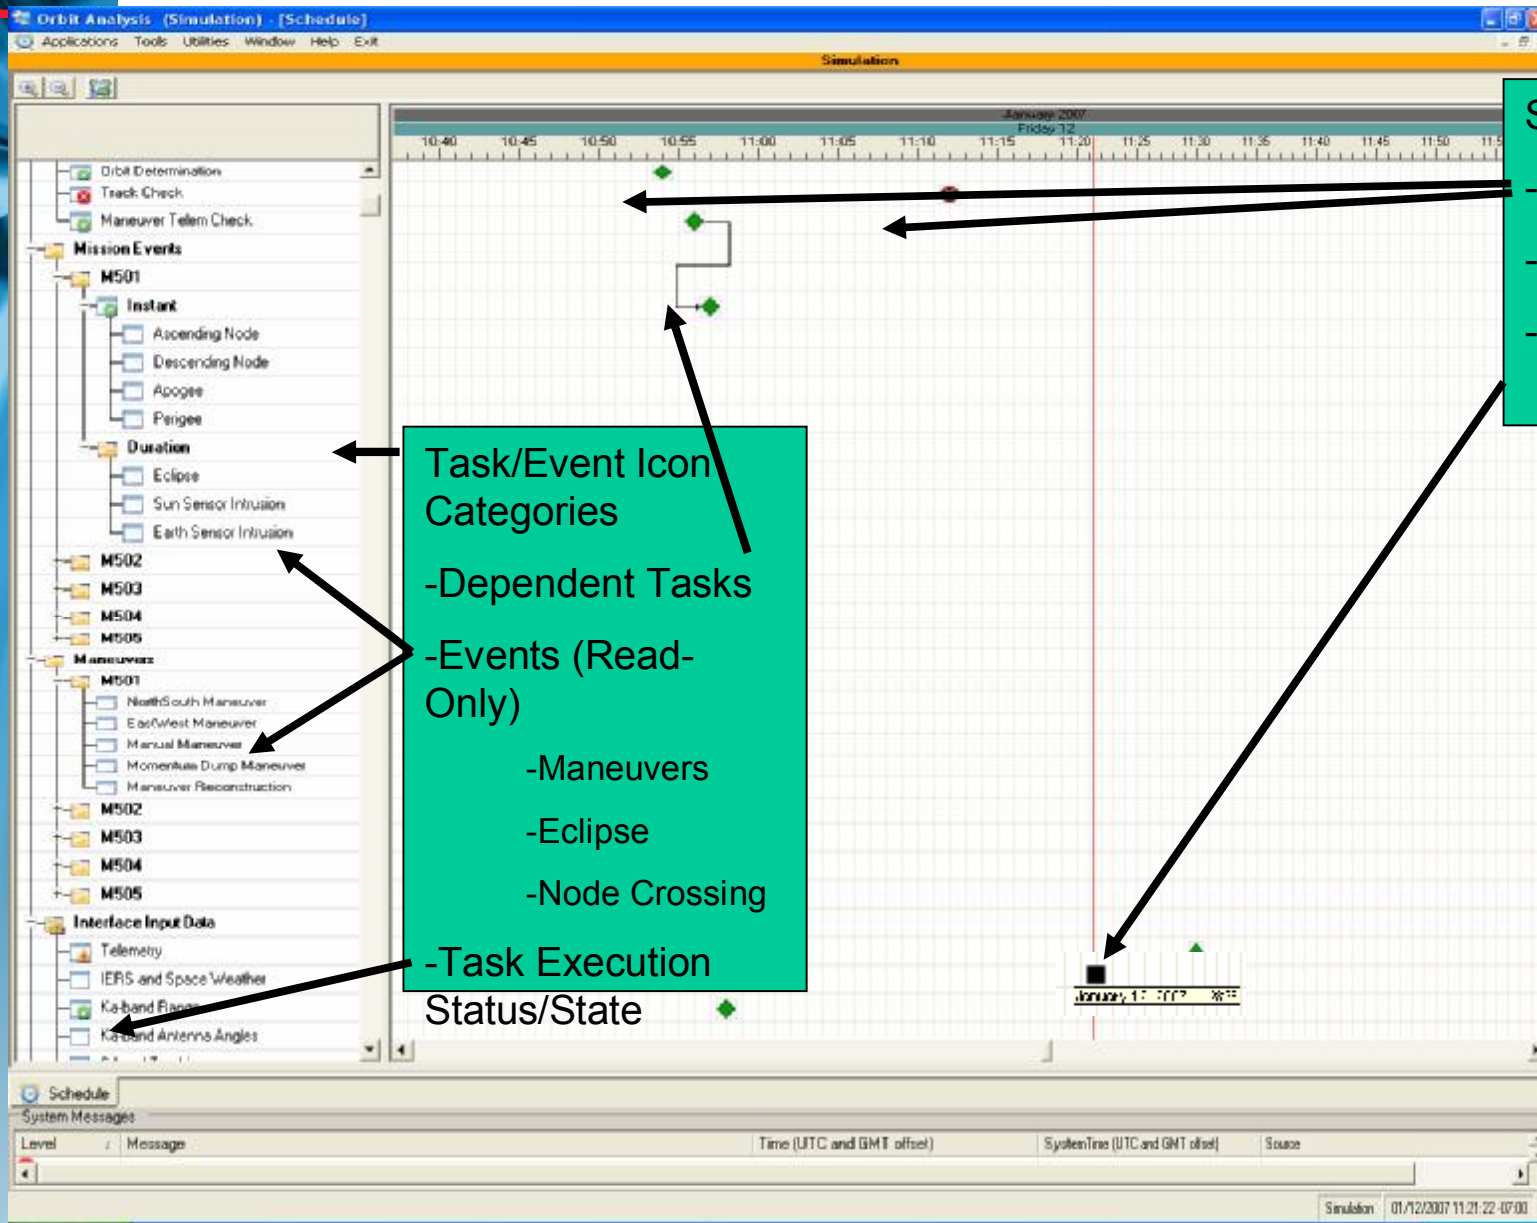 Orbit Analysis (Simulation) - [Schedule]
Applications Tools Utilities Window Help Exit
Simulation
January 2007
Friday 12
10:40 10:45 10:50 10:55 11:00 11:05 11:10 11:15 11:20 11:25 11:30 11:35 11:40 11:45 11:50
Orbit Determination
Track Check
Maneuver Telem Check
Mission Events
M501
Instant
Ascending Node
Descending Node
Apogee
Perigee
Duration
Eclipse
Sun Sensor Intrusion
Earth Sensor Intrusion
M502
M503
M504
M505
Maneuvers
M501
NorthSouth Maneuver
East/West Maneuver
Manual Maneuver
Momentum Dump Maneuver
Maneuver Reconstruction
M502
M503
M504
M505
Interface Input Data
Telemetry
IERS and Space Weather
Ka-band Range
Ka-band Antenna Angles
S
-
-
-
Task/Event Icon
Categories
-Dependent Tasks
-Events (Read-
Only)
-Maneuvers
-Eclipse
-Node Crossing
-Task Execution
Status/State
January 12 2007
Schedule
System Messages
Level / Message Time (UTC and GMT offset) SystemTime (UTC and GMT offset) Source
Simulation 01/12/2007 11:21:22 -07:00